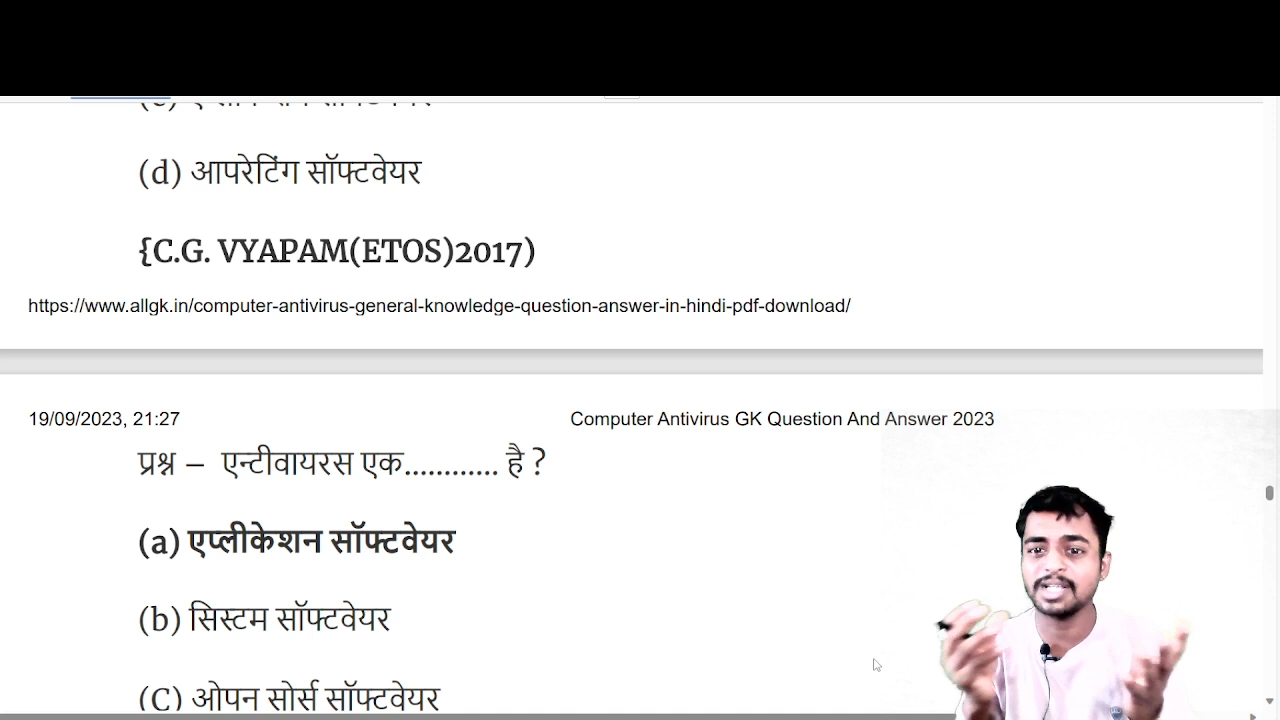 (d) आपरेटिंग सॉफ्टवेयर
{C.G. VYAPAM(ETOS)2017)
https://www.allgk.in/computer-antivirus-general-knowledge-question-answer-in-hindi-pdf-download/
19/09/2023, 21:27 Computer Antivirus GK Question And Answer 2023
प्रश्न – एन्टीवायरस एक............ है ?
(a) एप्लीकेशन सॉफ्टवेयर
(b) सिस्टम सॉफ्टवेयर
(C) ओपन सोर्स सॉफ्टवेयर